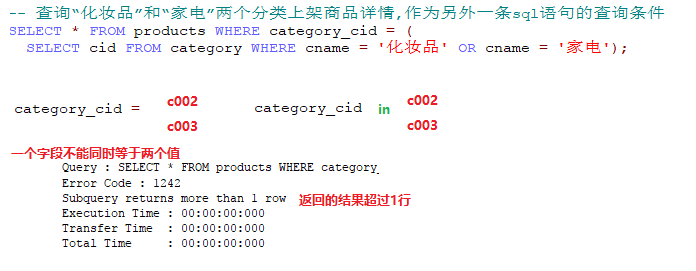 -- 查询“化妆品”和“家电”两个分类上架商品详情,作为另外一条sql语句的查询条件
SELECT * FROM products WHERE category_cid = (
SELECT cid FROM category WHERE cname = '化妆品' OR cname = '家电');
category_cid = c002 c003
category_cid in c002 c003
一个字段不能同时等于两个值
Query : SELECT * FROM products WHERE category
Error Code : 1242
Subquery returns more than 1 row 返回的结果超过1行
Execution Time : 00:00:00:000
Transfer Time : 00:00:00:000
Total Time : 00:00:00:000